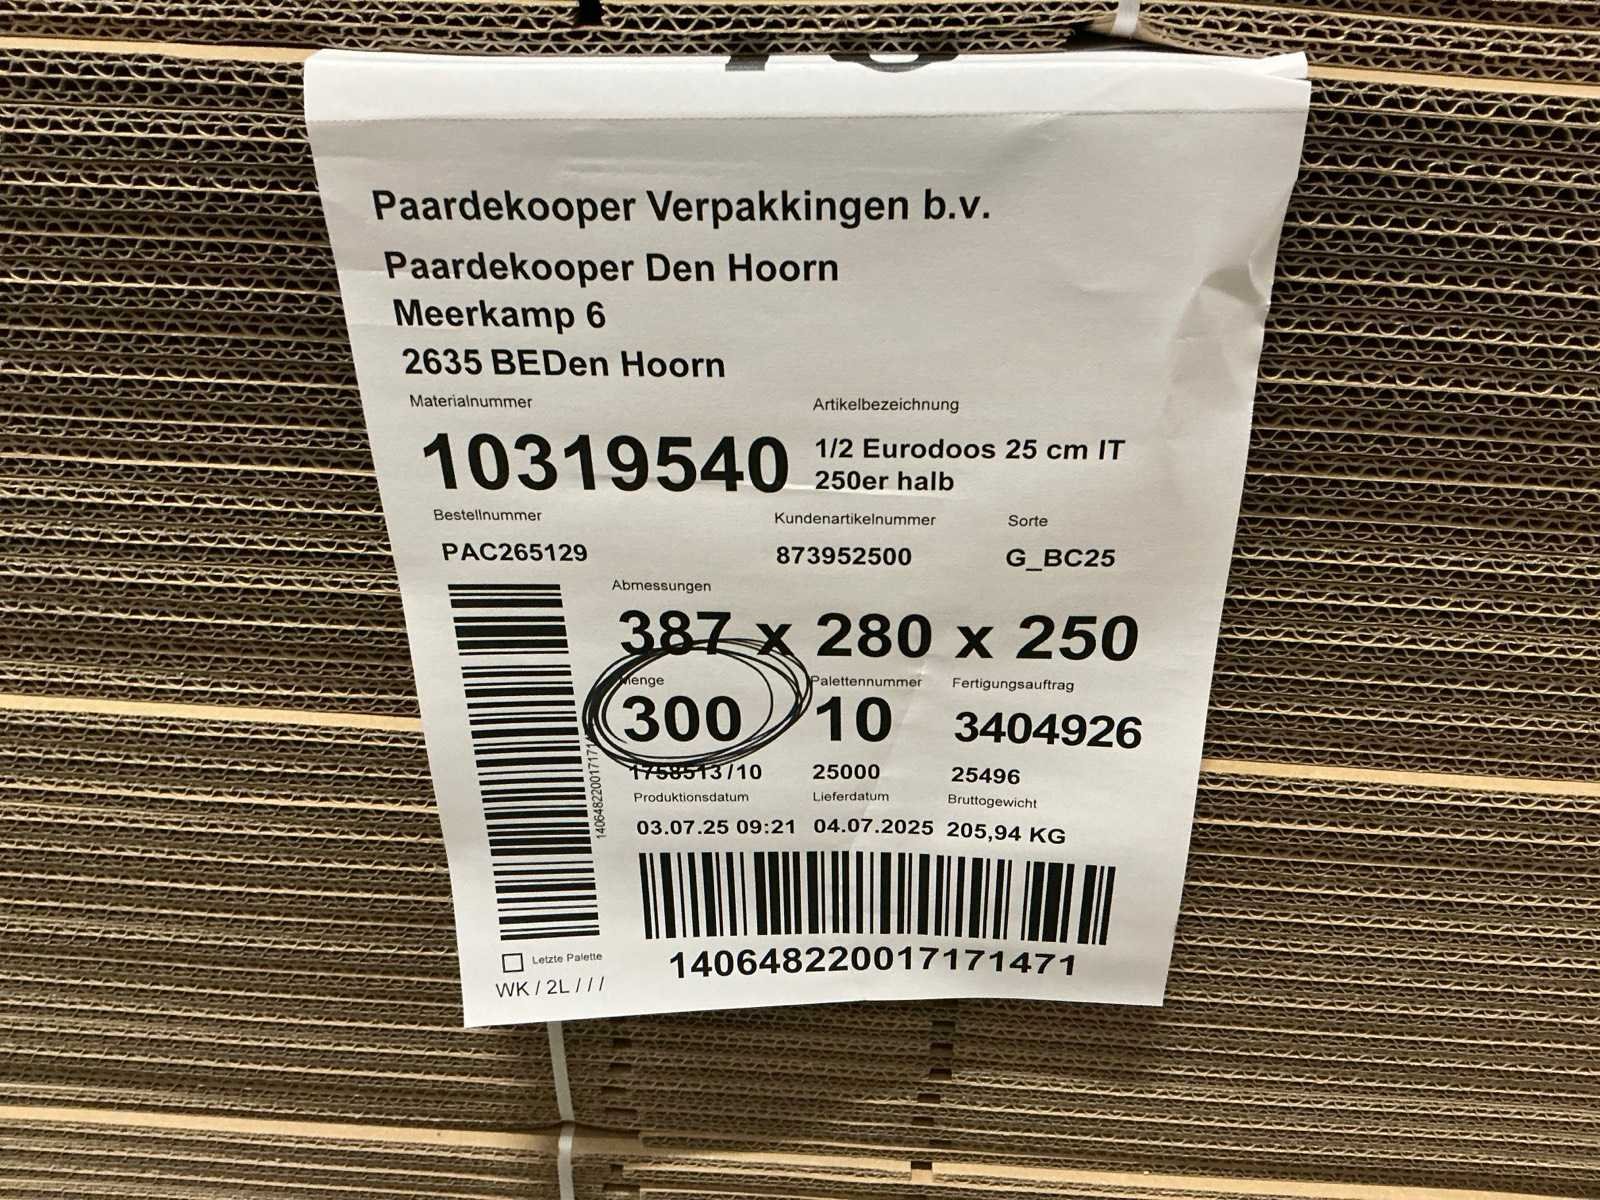 Paardekooper Verpakkingen b.v.
Paardekooper Den Hoorn
Meerkamp 6
2635 BEDen Hoorn
Materialnummer Artikelbezeichnung
10319540 1/2 Eurodoos 25 cm IT
250er halb
Bestellnummer Kundenartikelnummer Sorte
PAC265129 873952500 G_BC25
Abmessungen
387 x 280 x 250
Menge Palettennummer Fertigungsauftrag
300 10 3404926
1758513/10 25000 25496
Produktionsdatum Lieferdatum Bruttogewicht
03.07.25 09:21 04.07.2025 205,94 KG
140648220017171471
Letzte Palette
WK / 2L / / /